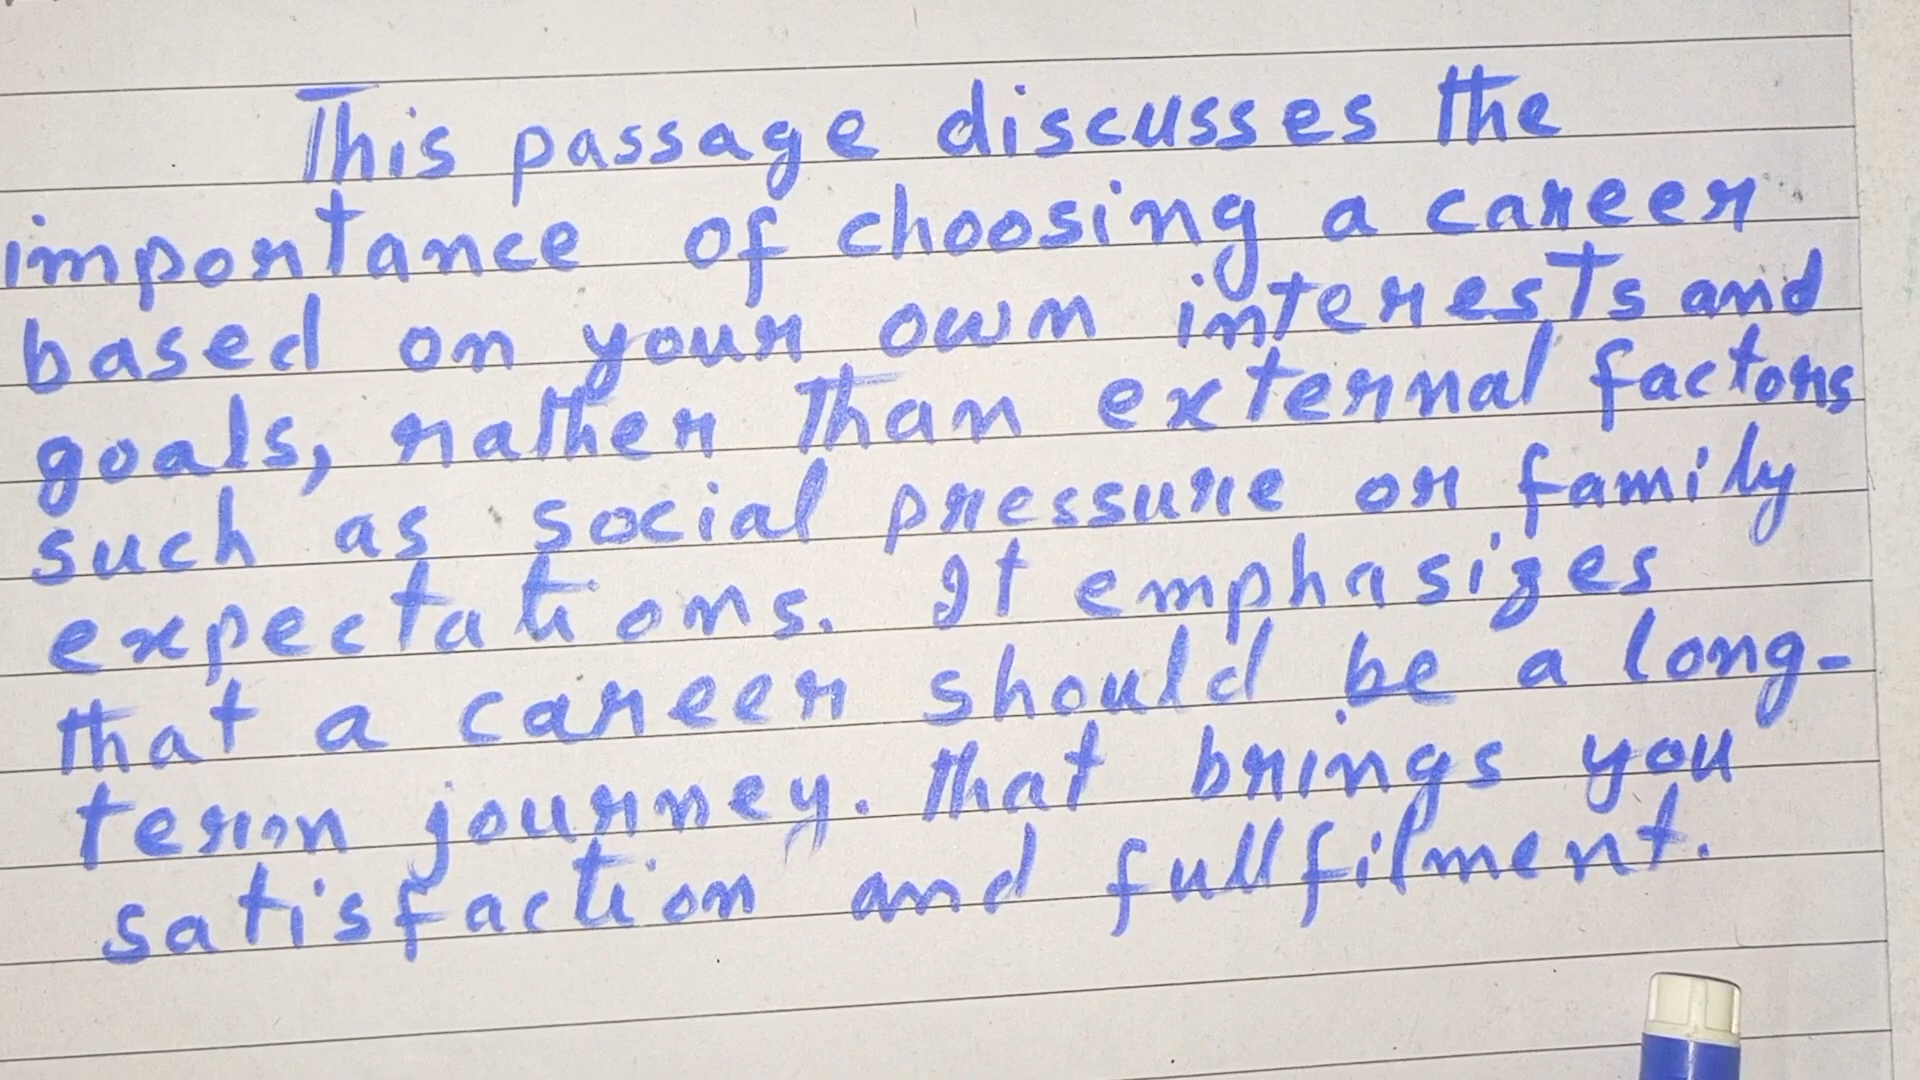 This passage discusses the
importance of choosing a career
based on your own interests and
goals, rather than external factors
such as social pressure or family
expectations. It emphasizes
that a career should be a long-
term journey. that brings you
satisfaction and fullfilment.